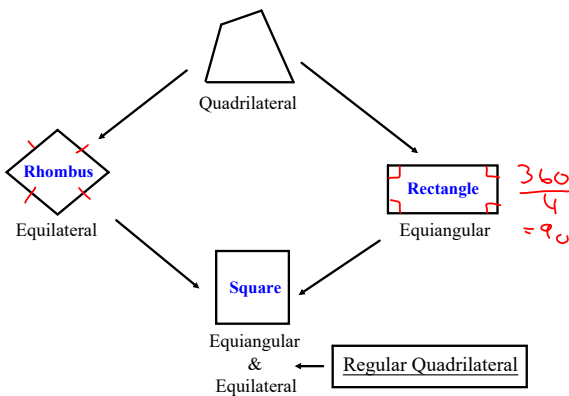 Quadrilateral
Rhombus
Equilateral
Rectangle
Equiangular
360
4
= 90
Square
Equiangular
&
Equilateral
Regular Quadrilateral